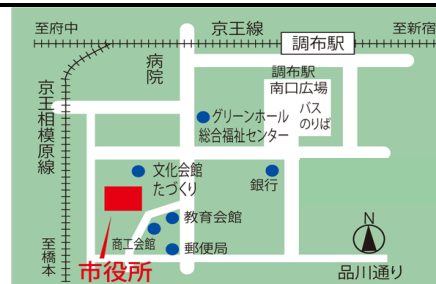 至府中
京王線
至新宿
調布駅
病院
調布駅
南口広場
バス
のりば
京王相模原線
グリーンホール
総合福祉センター
文化会館
たづくり
銀行
教育会館
商工会館
郵便局
N
至橋本
市役所
品川通り